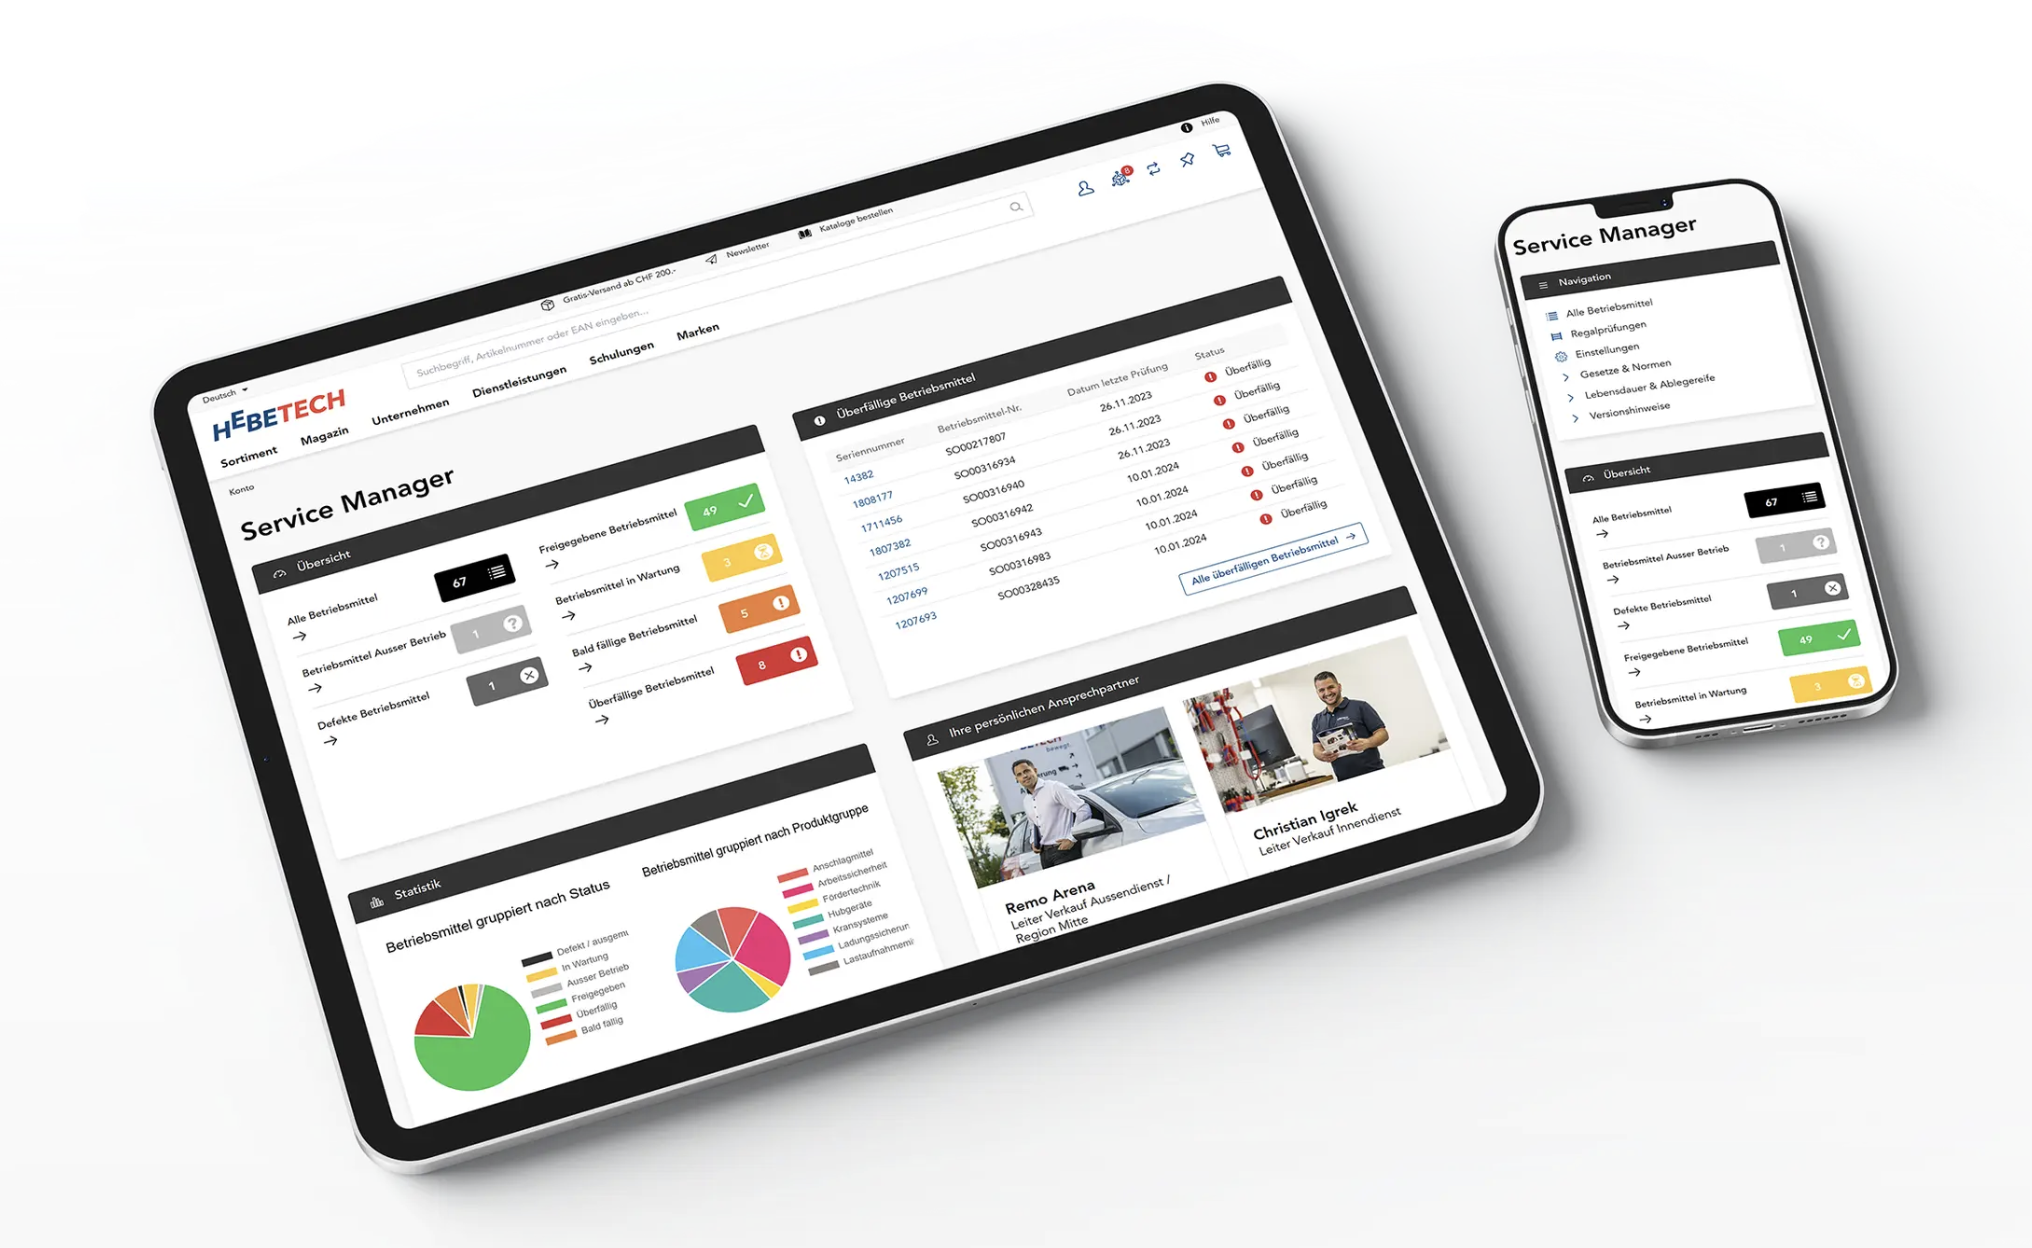 Hilfe
Deutsch
Gratis-Versand ab CHF 200.-
Newsletter
Kataloge bestellen
HEBETECH
Suchbegriff, Artikelnummer oder EAN eingeben...
8
Sortiment
Magazin
Unternehmen
Dienstleistungen
Schulungen
Marken
Konto
Service Manager
Übersicht
Alle Betriebsmittel
67
Betriebsmittel Ausser Betrieb
1
Defekte Betriebsmittel
1
Freigegebene Betriebsmittel
49
Betriebsmittel in Wartung
3
Bald fällige Betriebsmittel
5
Überfällige Betriebsmittel
8
Überfällige Betriebsmittel
Seriennummer Betriebsmittel-Nr. Datum letzte Prüfung Status
14382 SO00217807 26.11.2023 Überfällig
1808177 SO00316934 26.11.2023 Überfällig
1711456 SO00316940 26.11.2023 Überfällig
1807382 SO00316942 10.01.2024 Überfällig
1207515 SO00316943 10.01.2024 Überfällig
1207699 SO00316983 10.01.2024 Überfällig
1207693 SO00328435 10.01.2024 Überfällig
Alle überfälligen Betriebsmittel
Statistik
Betriebsmittel gruppiert nach Status
Defekt / ausgem
In Wartung
Ausser Betrieb
Freigegeben
Überfällig
Bald fällig
Betriebsmittel gruppiert nach Produktgruppe
Anschlagmittel
Arbeitssicherheit
Fördertechnik
Hubgeräte
Kransysteme
Ladungssicherun
Lastaufnahmemi
Ihre persönlichen Ansprechpartner
bewegt.
Remo Arena
Leiter Verkauf Aussendienst /
Region Mitte
Christian Igrek
Leiter Verkauf Innendienst
Service Manager
Navigation
Alle Betriebsmittel
Regalprüfungen
Einstellungen
Gesetze & Normen
Lebensdauer & Ablegereife
Versionshinweise
Übersicht
Alle Betriebsmittel
67
Betriebsmittel Ausser Betrieb
1
Defekte Betriebsmittel
1
Freigegebene Betriebsmittel
49
Betriebsmittel in Wartung
3